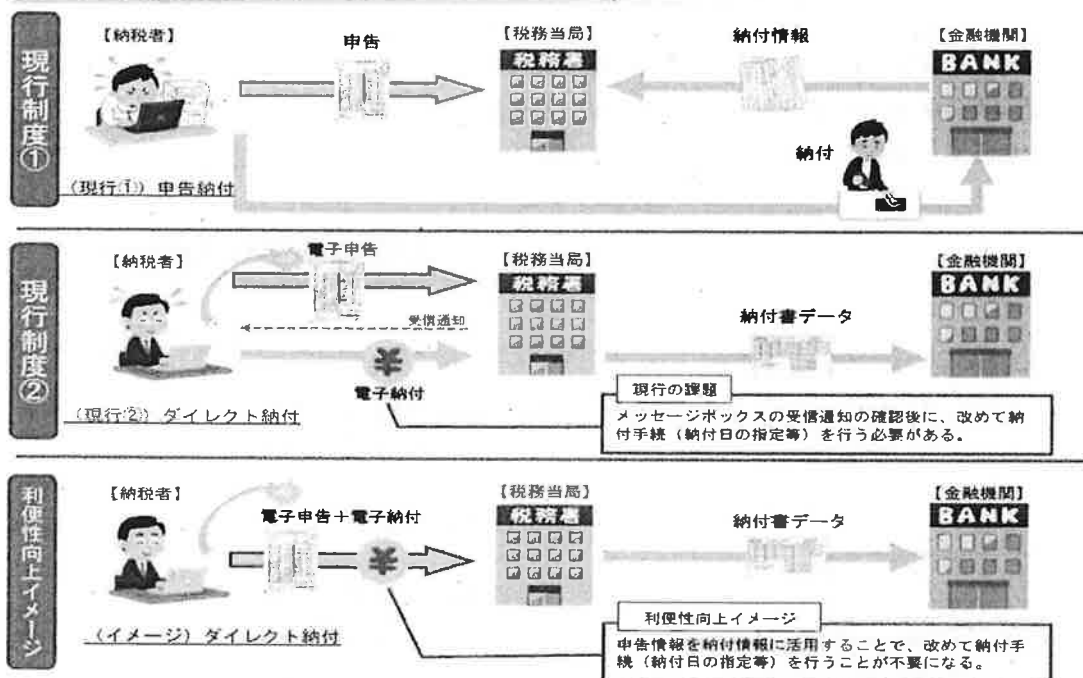 現行制度①
【納税者】
申告
【税務当局】
税務署
納付情報
【金融機関】
BANK
納付
(現行①) 申告納付
現行制度②
【納税者】
電子申告
受信通知
¥
電子納付
【税務当局】
税務署
納付書データ
【金融機関】
BANK
(現行②) ダイレクト納付
現行の課題
メッセージボックスの受信通知の確認後に、改めて納
付手続（納付日の指定等）を行う必要がある。
利便性向上イメージ
【納税者】
電子申告＋電子納付
¥
【税務当局】
税務署
納付書データ
【金融機関】
BANK
(イメージ) ダイレクト納付
利便性向上イメージ
申告情報を納付情報に活用することで、改めて納付手
続（納付日の指定等）を行うことが不要になる。